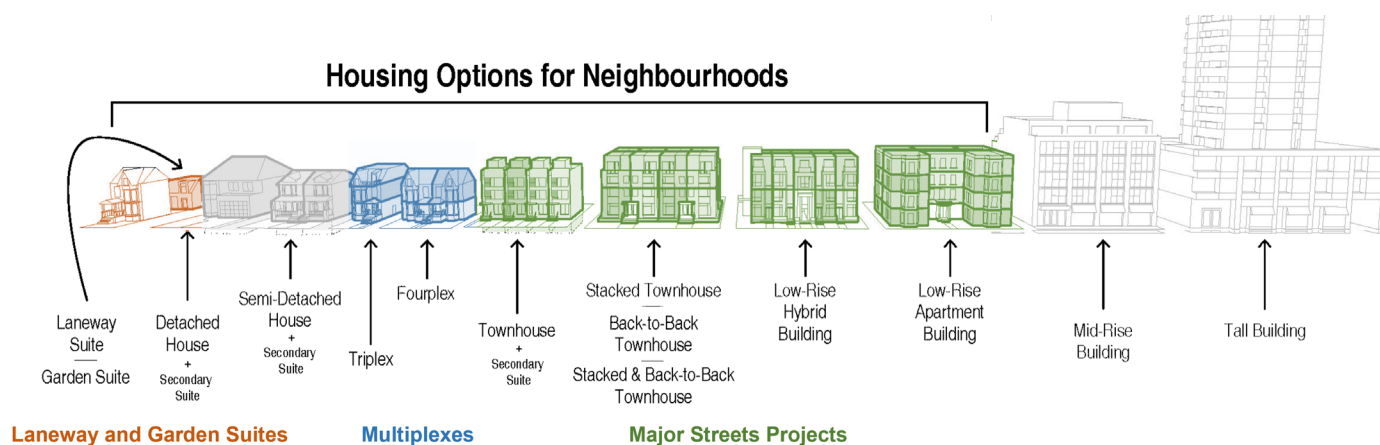 Housing Options for Neighbourhoods
Laneway
Suite
Garden Suite
Detached
House
+
Secondary
Suite
Semi-Detached
House
+
Secondary
Suite
Triplex
Fourplex
Townhouse
+
Secondary
Suite
Stacked Townhouse
Back-to-Back
Townhouse
Stacked & Back-to-Back
Townhouse
Low-Rise
Hybrid
Building
Low-Rise
Apartment
Building
Mid-Rise
Building
Tall Building
Laneway and Garden Suites
Multiplexes
Major Streets Projects